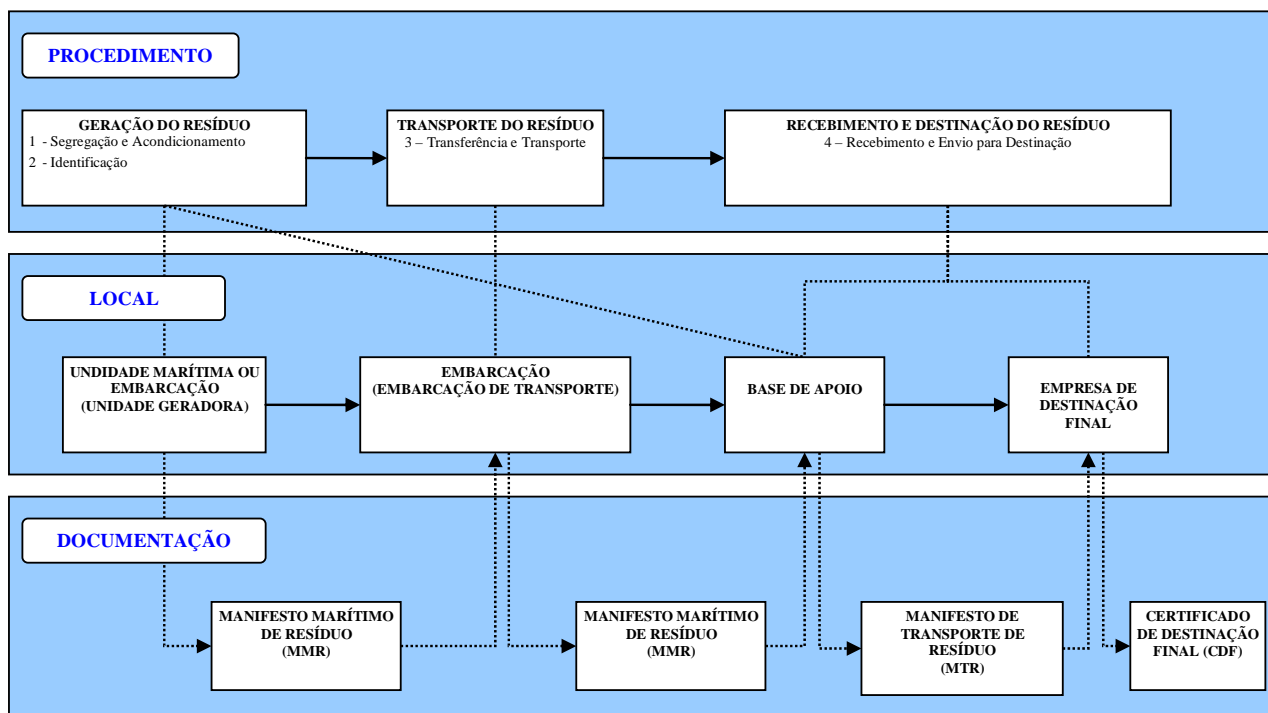 PROCEDIMENTO
GERAÇÃO DO RESÍDUO
1 - Segregação e Acondicionamento
2 - Identificação
TRANSPORTE DO RESÍDUO
3 – Transferência e Transporte
RECEBIMENTO E DESTINAÇÃO DO RESÍDUO
4 – Recebimento e Envio para Destinação
LOCAL
UNDIDADE MARÍTIMA OU
EMBARCAÇÃO
(UNIDADE GERADORA)
EMBARCAÇÃO
(EMBARCAÇÃO DE TRANSPORTE)
BASE DE APOIO
EMPRESA DE
DESTINAÇÃO
FINAL
DOCUMENTAÇÃO
MANIFESTO MARÍTIMO
DE RESÍDUO
(MMR)
MANIFESTO MARÍTIMO
DE RESÍDUO
(MMR)
MANIFESTO DE
TRANSPORTE DE
RESÍDUO
(MTR)
CERTIFICADO
DE DESTINAÇÃO
FINAL (CDF)